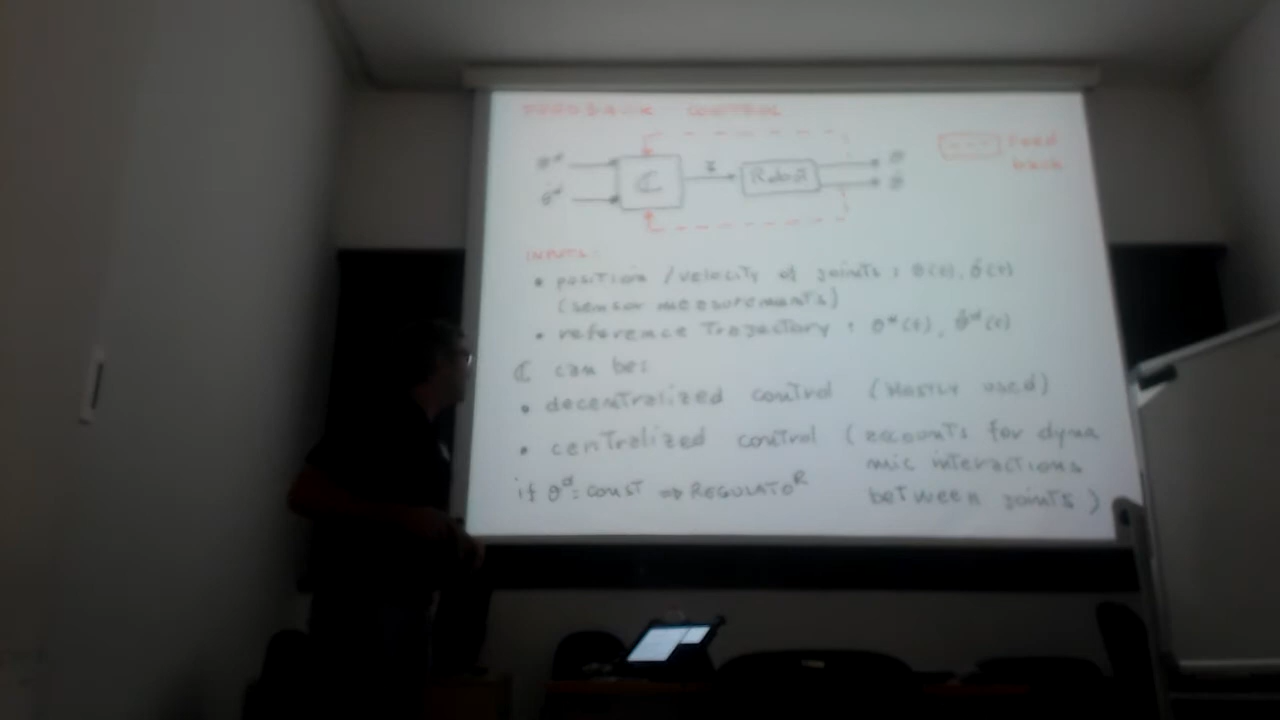 FEEDBACK CONTROL
θᵈ
θ̇ᵈ
C
τ
Robot
θ
θ̇
Feed
back
INPUTS:
• position / velocity of joints : θ(t), θ̇(t)
(sensor measurements)
• reference trajectory : θᵈ(t), θ̇ᵈ(t)
C can be:
• decentralized control (Mostly used)
• centralized control (accounts for dyna
mic interactions
between joints)
if θᵈ = const ⇒ REGULATOR